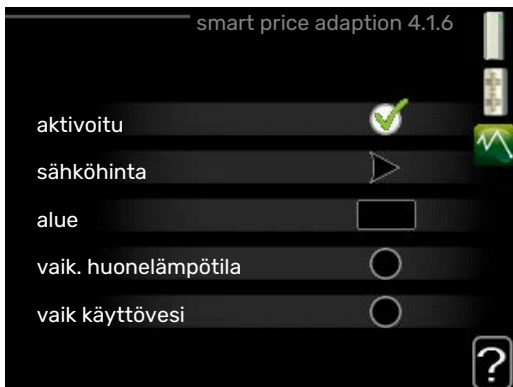 smart price adaption 4.1.6
aktivoitu
sähköhinta
alue
vaik. huonelämpötila
vaik käyttövesi
?